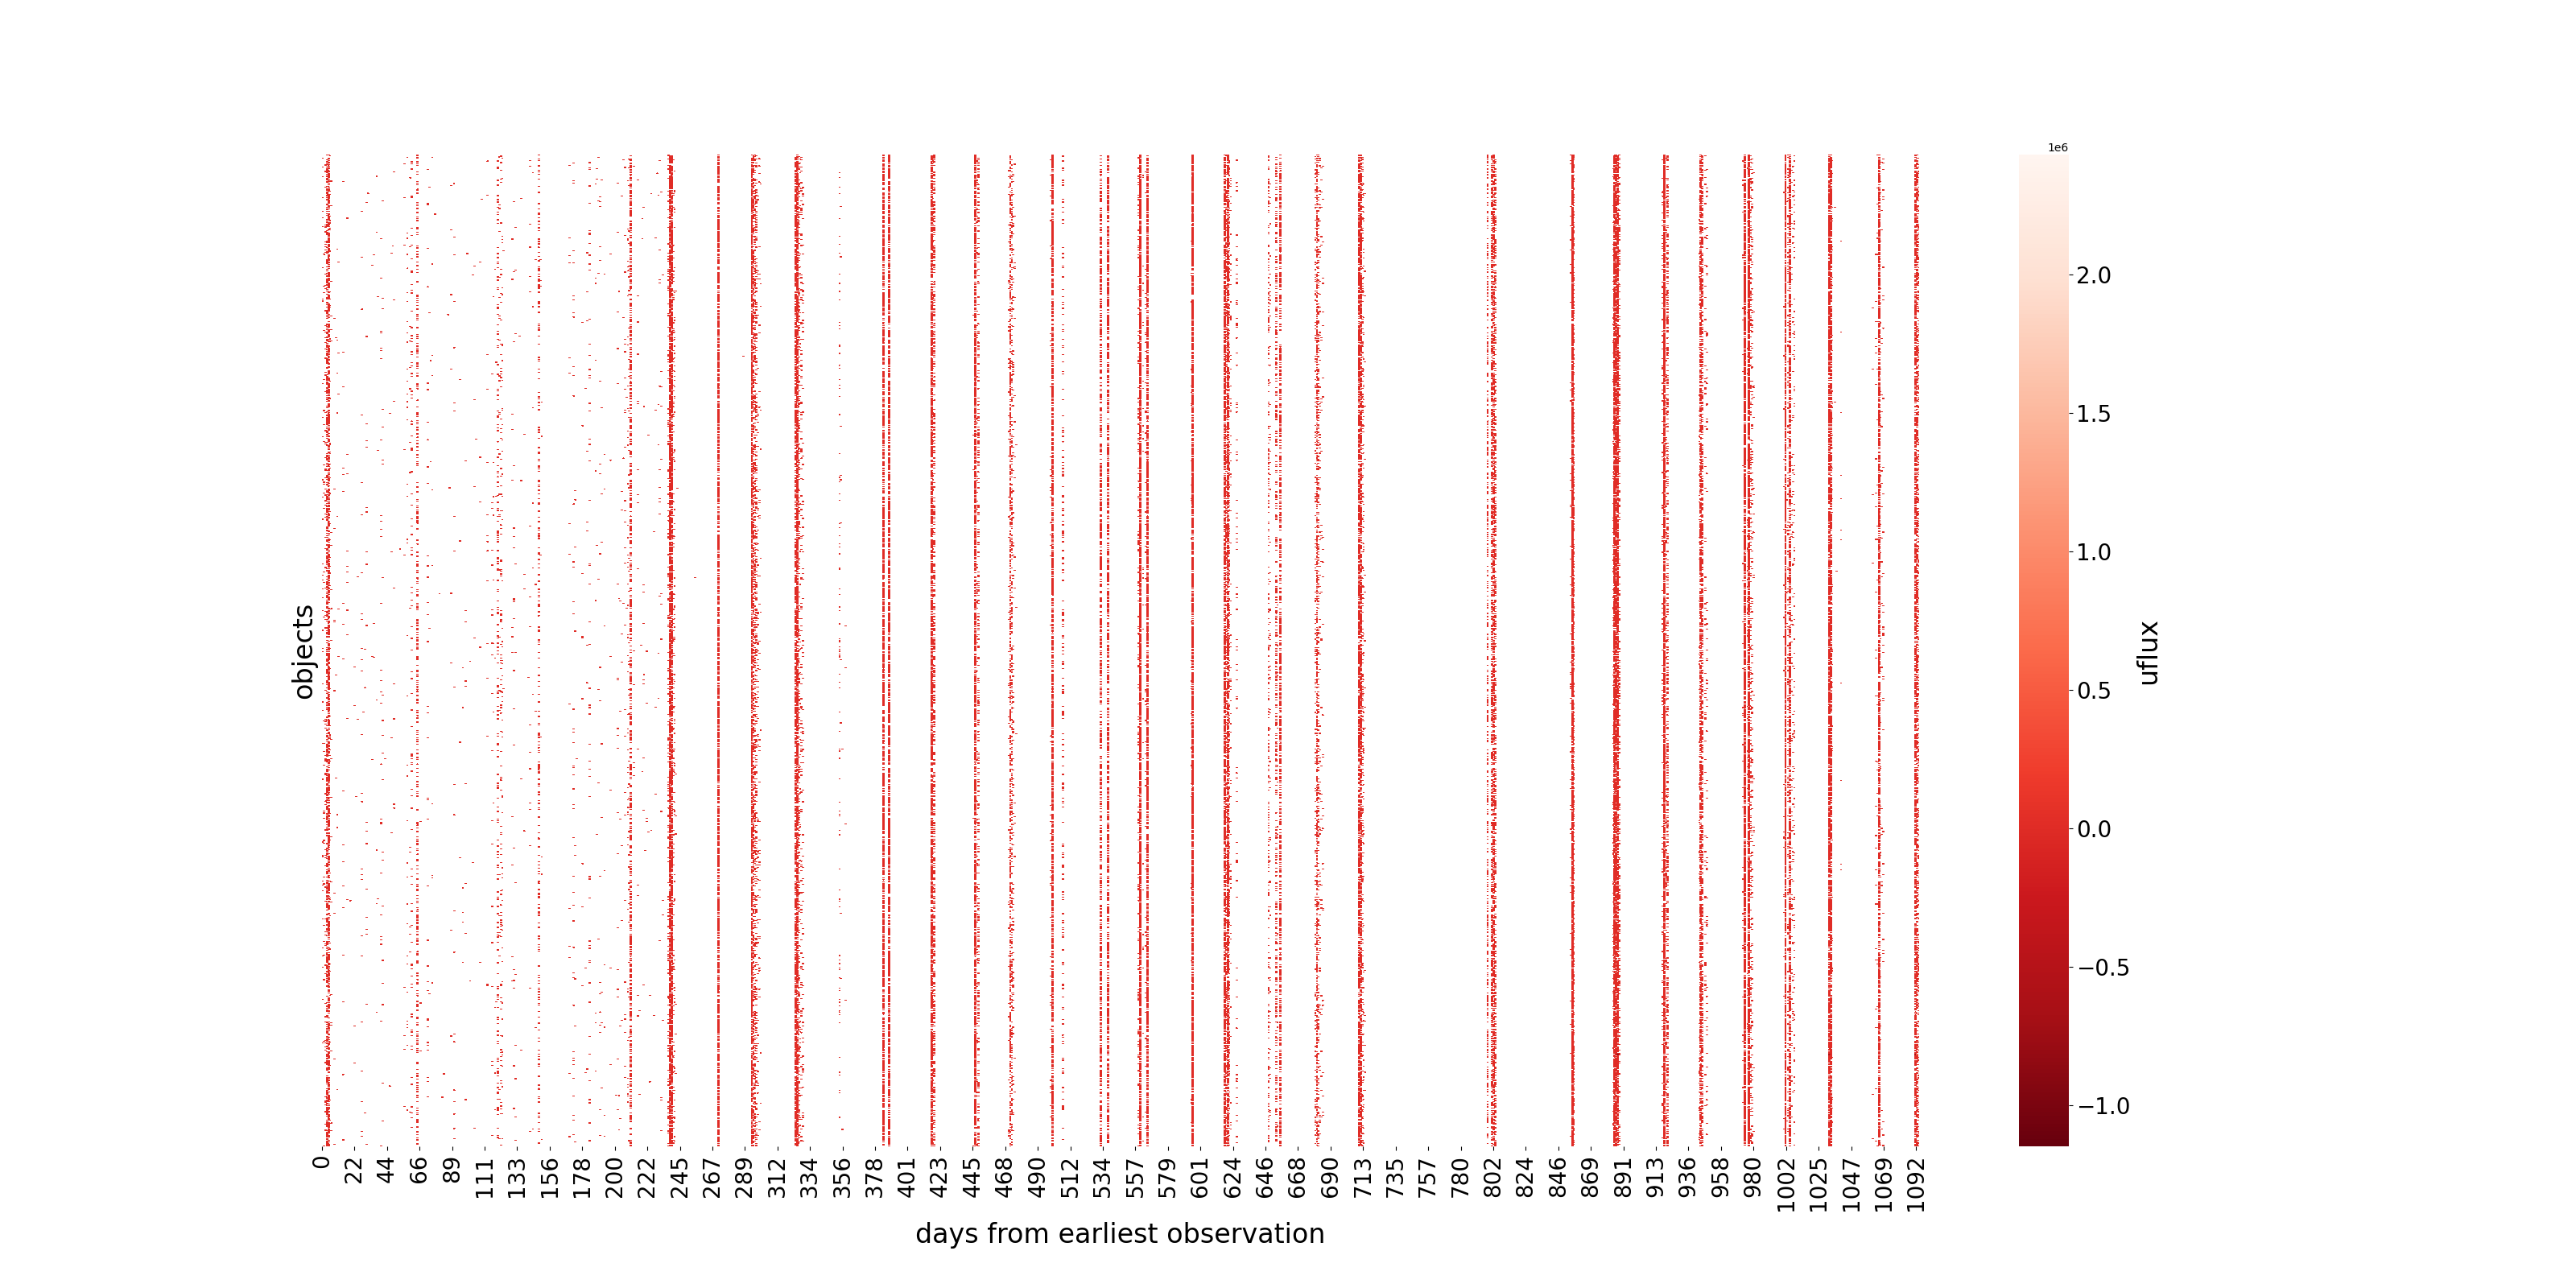 1e6
2.0
1.5
1.0
0.5
0.0
−0.5
−1.0
uflux
objects
0 22 44 66 89 111 133 156 178 200 222 245 267 289 312 334 356 378 401 423 445 468 490 512 534 557 579 601 624 646 668 690 713 735 757 780 802 824 846 869 891 913 936 958 980 1002 1025 1047 1069 1092
days from earliest observation